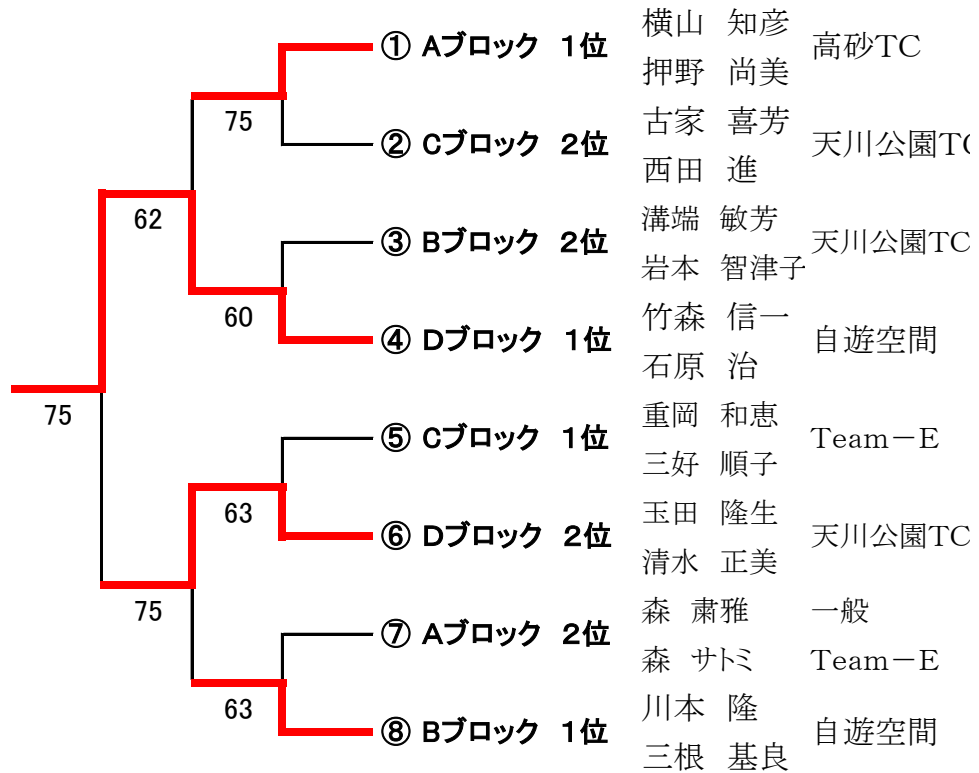 ① Aブロック 1位 横山 知彦 高砂TC
押野 尚美
75
② Cブロック 2位 古家 喜芳 天川公園TC
西田 進
62
③ Bブロック 2位 溝端 敏芳 天川公園TC
岩本 智津子
60
④ Dブロック 1位 竹森 信一 自遊空間
石原 治
75
⑤ Cブロック 1位 重岡 和恵 Team－E
三好 順子
63
⑥ Dブロック 2位 玉田 隆生 天川公園TC
清水 正美
75
⑦ Aブロック 2位 森 粛雅 一般
森 サトミ Team－E
63
⑧ Bブロック 1位 川本 隆 自遊空間
三根 基良